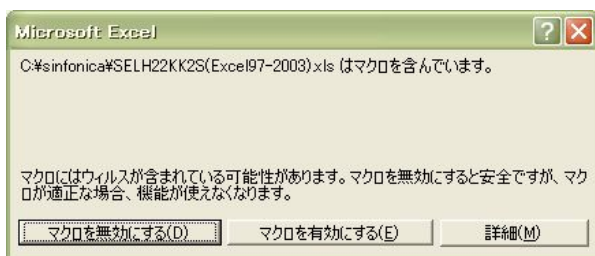 Microsoft Excel
C:¥sinfonica¥SELH22KK2S(Excel97-2003).xls はマクロを含んでいます。
マクロにはウィルスが含まれている可能性があります。マクロを無効にすると安全ですが、マク
ロが適正な場合、機能が使えなくなります。
マクロを無効にする(D) マクロを有効にする(E) 詳細(M)